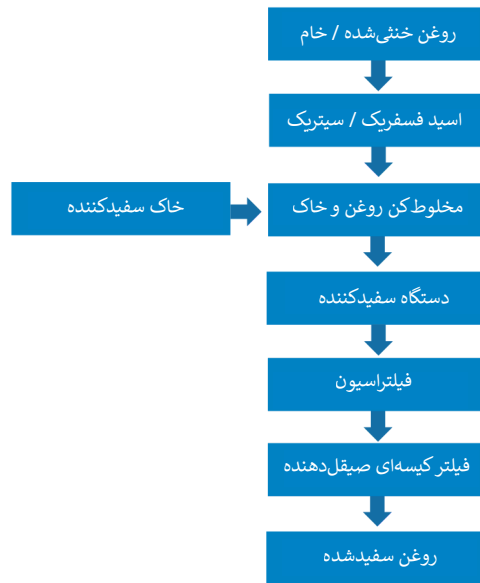 روغن خنثی‌شده / خام
اسید فسفریک / سیتریک
خاک سفیدکننده
مخلوط‌کن روغن و خاک
دستگاه سفیدکننده
فیلتراسیون
فیلتر کیسه‌ای صیقل‌دهنده
روغن سفیدشده